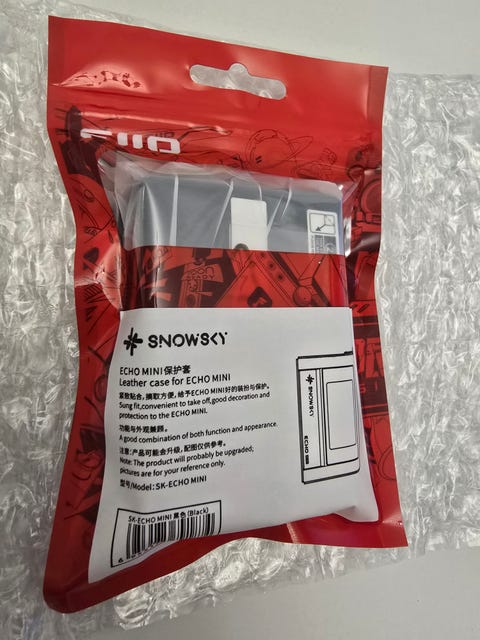 FiiO
SNOWSKY
ECHO MINI保护套
Leather case for ECHO MINI
紧致贴合，摘取方便，给予ECHO MINI好的装扮与保护。
Sung fit,convenient to take off,good decoration and
protection to the ECHO MINI.
功能与外观兼顾。
A good combination of both function and appearance.
注意：产品可能会升级，配图仅供参考。
Note: The product will probably be upgraded;
pictures are for your reference only.
型号/Model: SK-ECHO MINI
SNOWSKY
ECHO MINI
SK-ECHO MINI 黑色 (Black)